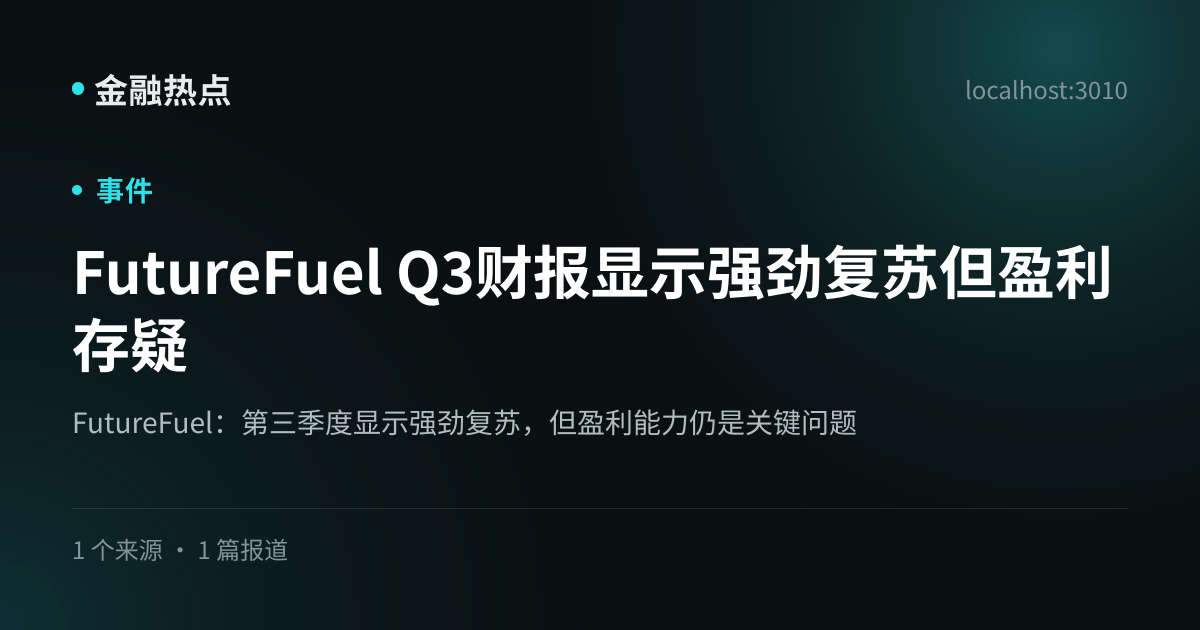 金融热点
localhost:3010
事件
FutureFuel Q3财报显示强劲复苏但盈利
存疑
FutureFuel：第三季度显示强劲复苏，但盈利能力仍是关键问题
1 个来源 · 1 篇报道